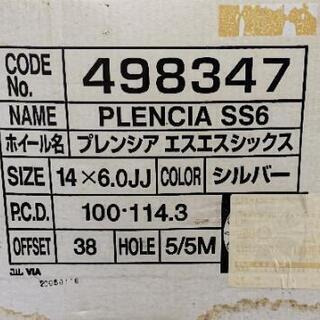 CODE No. 498347
NAME PLENCIA SS6
ホイール名 プレンシア エスエスシックス
SIZE 14×6.0JJ COLOR シルバー
P.C.D. 100-114.3
OFFSET 38 HOLE 5/5M
JWL VIA